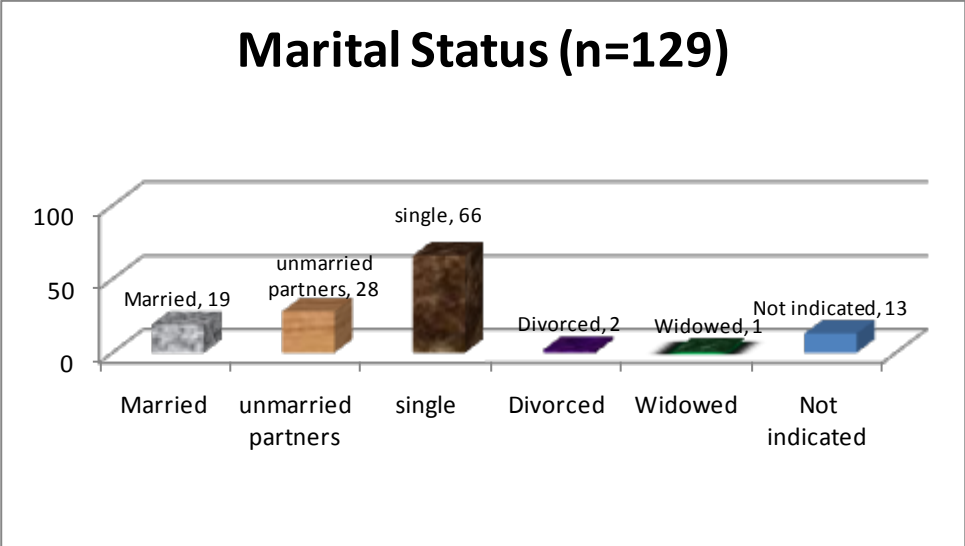 Marital Status (n=129)
100
50
0
Married, 19
unmarried
partners, 28
single, 66
Divorced, 2
Widowed, 1
Not indicated, 13
Married
unmarried
partners
single
Divorced
Widowed
Not
indicated